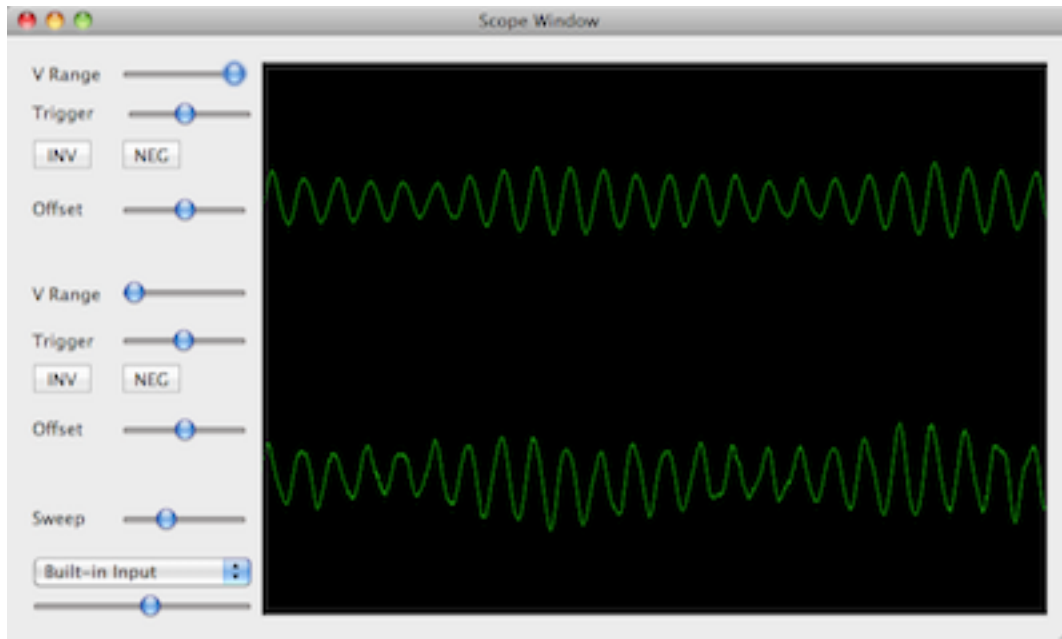 Scope Window
V Range
Trigger
INV NEG
Offset
V Range
Trigger
INV NEG
Offset
Sweep
Built-in Input